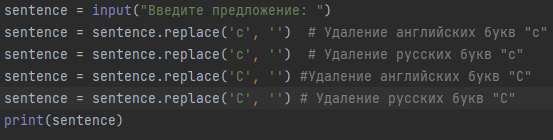 sentence = input("Введите предложение: ")
sentence = sentence.replace('c', '')  # Удаление английских букв "c"
sentence = sentence.replace('с', '')  # Удаление русских букв "с"
sentence = sentence.replace('C', '') #Удаление английских букв "C"
sentence = sentence.replace('С', '') # Удаление русских букв "С"
print(sentence)